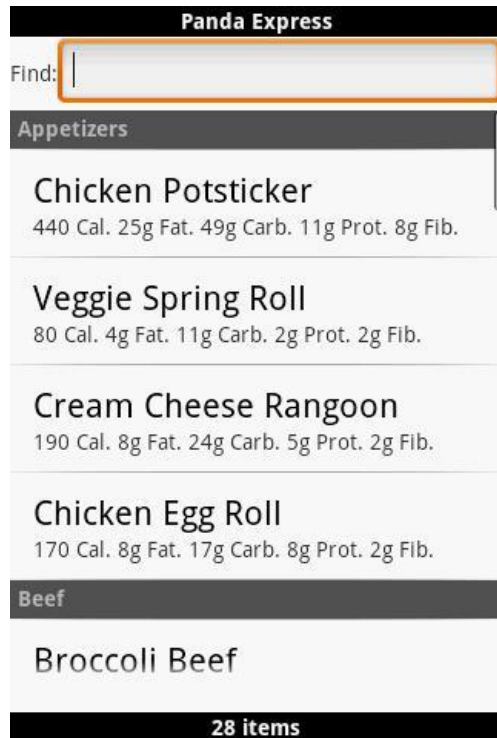 Panda Express
Find:
Appetizers
Chicken Potsticker
440 Cal. 25g Fat. 49g Carb. 11g Prot. 8g Fib.
Veggie Spring Roll
80 Cal. 4g Fat. 11g Carb. 2g Prot. 2g Fib.
Cream Cheese Rangoon
190 Cal. 8g Fat. 24g Carb. 5g Prot. 2g Fib.
Chicken Egg Roll
170 Cal. 8g Fat. 17g Carb. 8g Prot. 2g Fib.
Beef
Broccoli Beef
28 items